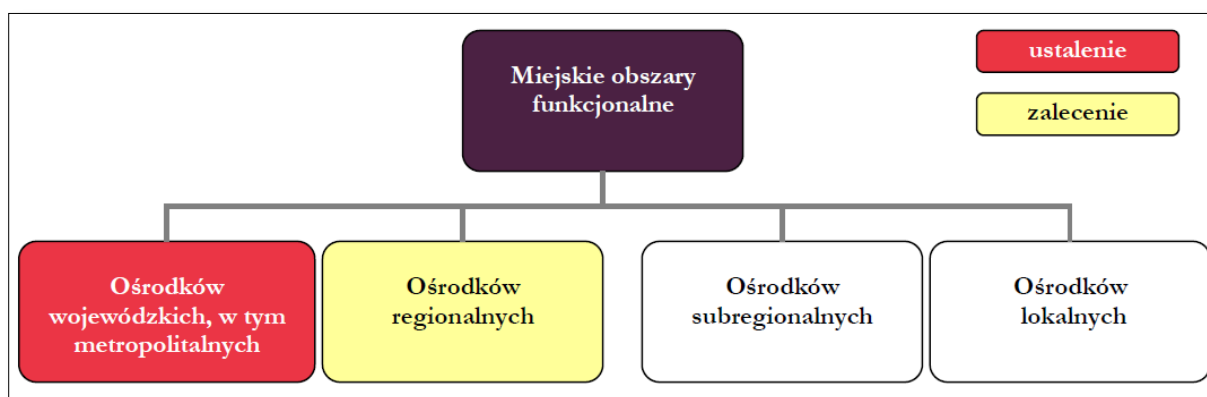 Miejskie obszary
funkcjonalne
ustalenie
zalecenie
Ośrodków
wojewódzkich, w tym
metropolitalnych
Ośrodków
regionalnych
Ośrodków
subregionalnych
Ośrodków
lokalnych